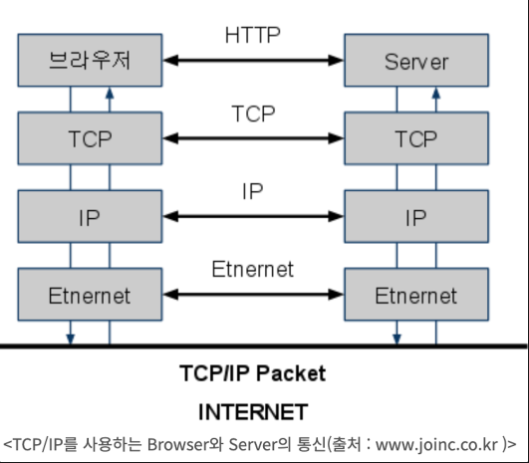 HTTP
브라우저
Server
TCP
TCP
TCP
IP
IP
IP
Etnernet
Etnernet
Etnernet
TCP/IP Packet
INTERNET
<TCP/IP를 사용하는 Browser와 Server의 통신(출처 : www.joinc.co.kr )>